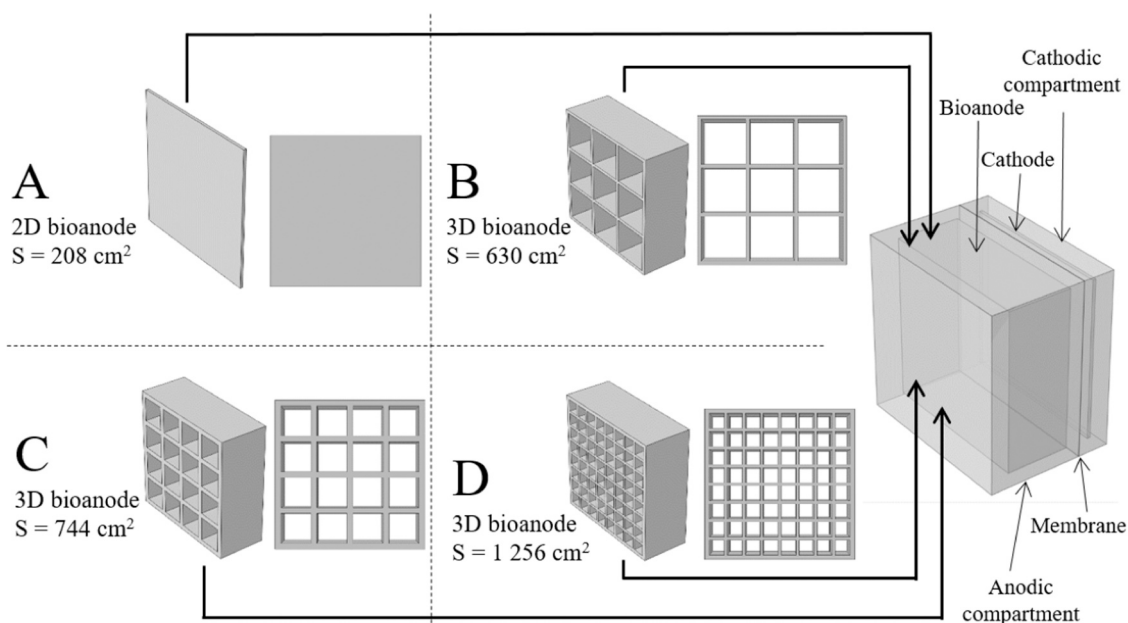 A
2D bioanode
S = 208 cm²
B
3D bioanode
S = 630 cm²
Cathodic
compartment
Bioanode
Cathode
C
3D bioanode
S = 744 cm²
D
3D bioanode
S = 1 256 cm²
Membrane
Anodic
compartment